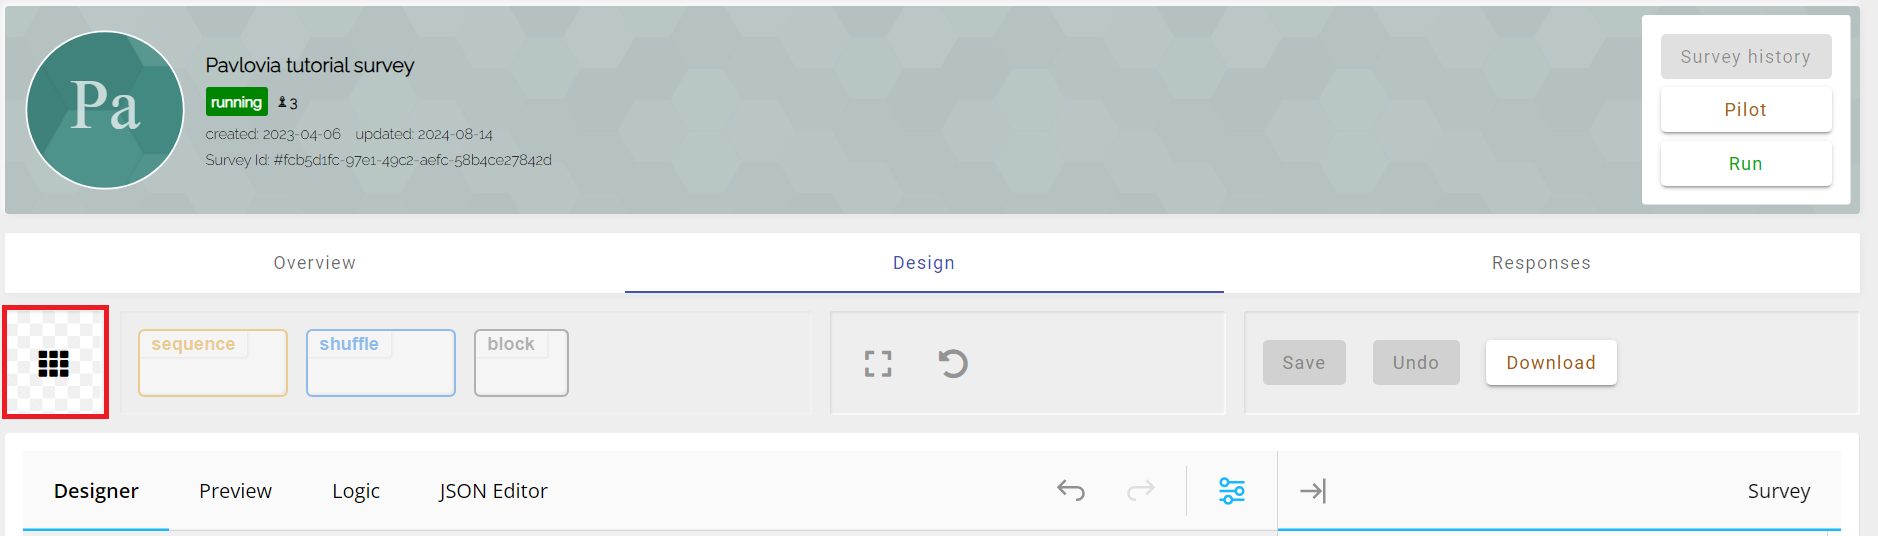 Pa
Pavlovia tutorial survey
running 3
created: 2023-04-06 updated: 2024-08-14
Survey Id: #fcb5d1fc-97e1-49c2-aefc-58b4ce27842d
Survey history
Pilot
Run
Overview Design Responses
sequence shuffle block
Save Undo Download
Designer Preview Logic JSON Editor Survey